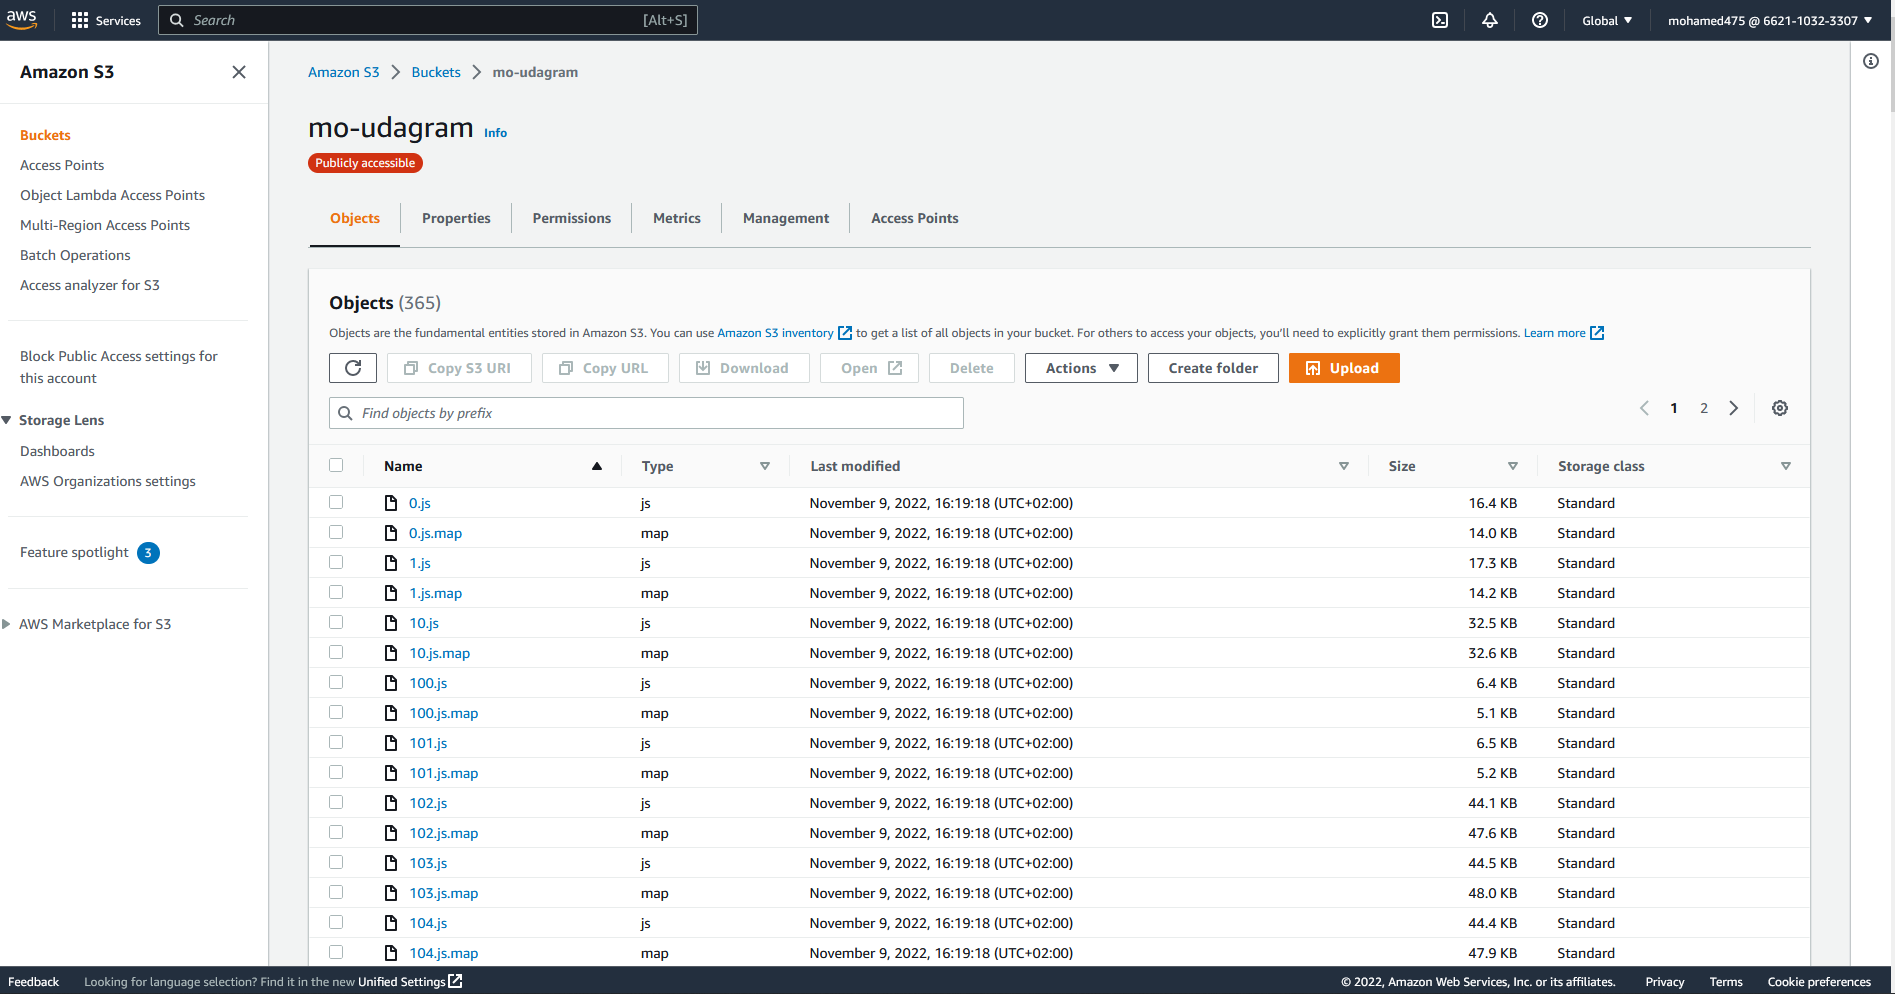 aws Services Search [Alt+S] Global ▼ mohamed475 @ 6621-1032-3307 ▼
Amazon S3
Buckets
Access Points
Object Lambda Access Points
Multi-Region Access Points
Batch Operations
Access analyzer for S3
Block Public Access settings for
this account
Storage Lens
Dashboards
AWS Organizations settings
Feature spotlight 3
AWS Marketplace for S3
Amazon S3 > Buckets > mo-udagram
mo-udagram Info
Publicly accessible
Objects Properties Permissions Metrics Management Access Points
Objects (365)
Objects are the fundamental entities stored in Amazon S3. You can use Amazon S3 inventory to get a list of all objects in your bucket. For others to access your objects, you'll need to explicitly grant them permissions. Learn more
Copy S3 URI Copy URL Download Open Delete Actions ▼ Create folder Upload
Find objects by prefix
< 1 2 >
Name Type Last modified Size Storage class
0.js js November 9, 2022, 16:19:18 (UTC+02:00) 16.4 KB Standard
0.js.map map November 9, 2022, 16:19:18 (UTC+02:00) 14.0 KB Standard
1.js js November 9, 2022, 16:19:18 (UTC+02:00) 17.3 KB Standard
1.js.map map November 9, 2022, 16:19:18 (UTC+02:00) 14.2 KB Standard
10.js js November 9, 2022, 16:19:18 (UTC+02:00) 32.5 KB Standard
10.js.map map November 9, 2022, 16:19:18 (UTC+02:00) 32.6 KB Standard
100.js js November 9, 2022, 16:19:18 (UTC+02:00) 6.4 KB Standard
100.js.map map November 9, 2022, 16:19:18 (UTC+02:00) 5.1 KB Standard
101.js js November 9, 2022, 16:19:18 (UTC+02:00) 6.5 KB Standard
101.js.map map November 9, 2022, 16:19:18 (UTC+02:00) 5.2 KB Standard
102.js js November 9, 2022, 16:19:18 (UTC+02:00) 44.1 KB Standard
102.js.map map November 9, 2022, 16:19:18 (UTC+02:00) 47.6 KB Standard
103.js js November 9, 2022, 16:19:18 (UTC+02:00) 44.5 KB Standard
103.js.map map November 9, 2022, 16:19:18 (UTC+02:00) 48.0 KB Standard
104.js js November 9, 2022, 16:19:18 (UTC+02:00) 44.4 KB Standard
104.js.map map November 9, 2022, 16:19:18 (UTC+02:00) 47.9 KB Standard
Feedback Looking for language selection? Find it in the new Unified Settings © 2022, Amazon Web Services, Inc. or its affiliates. Privacy Terms Cookie preferences